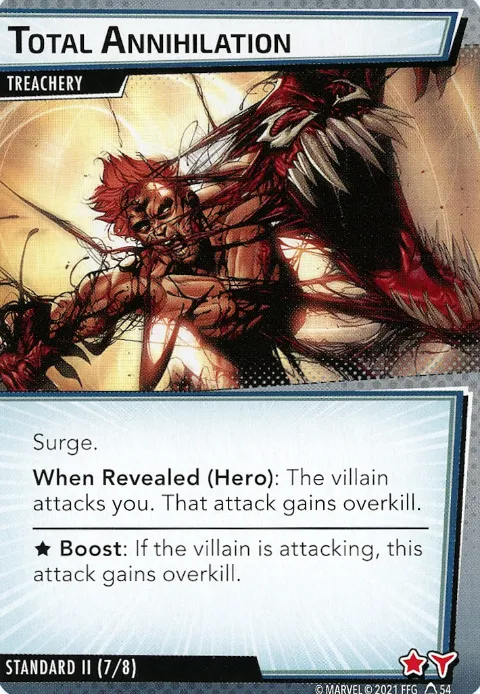 TOTAL ANNIHILATION
TREACHERY
Surge.
When Revealed (Hero): The villain
attacks you. That attack gains overkill.
★ Boost: If the villain is attacking, this
attack gains overkill.
STANDARD II (7/8)
© MARVEL © 2021 FFG 54